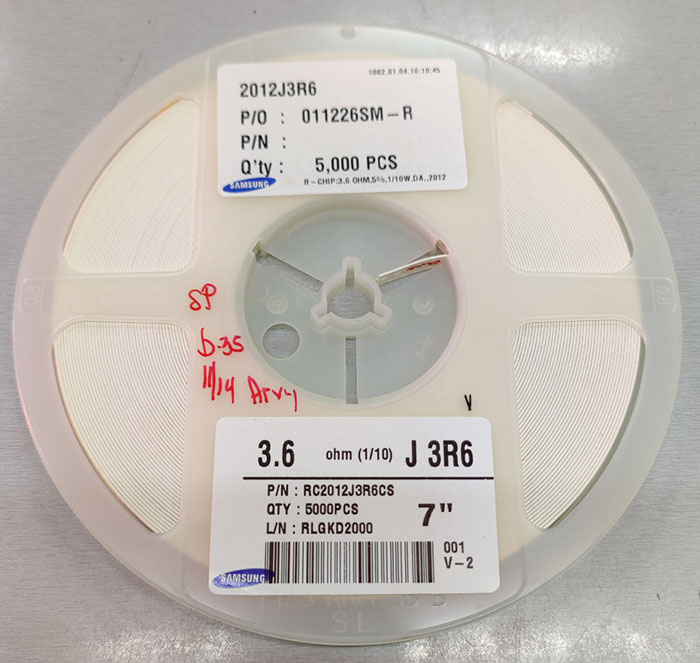 2002.01.04.16:10:45
2012J3R6
P/O : 011226SM-R
P/N :
Q'ty : 5,000 PCS
SAMSUNG
R-CHIP:3.6 OHM,5%,1/10W,DA.,2012
SP
D-35
11/14
V
3.6 ohm (1/10) J 3R6
P/N : RC2012J3R6CS
QTY : 5000PCS
7"
L/N : RLGKD2000
001
V-2
SAMSUNG
SL